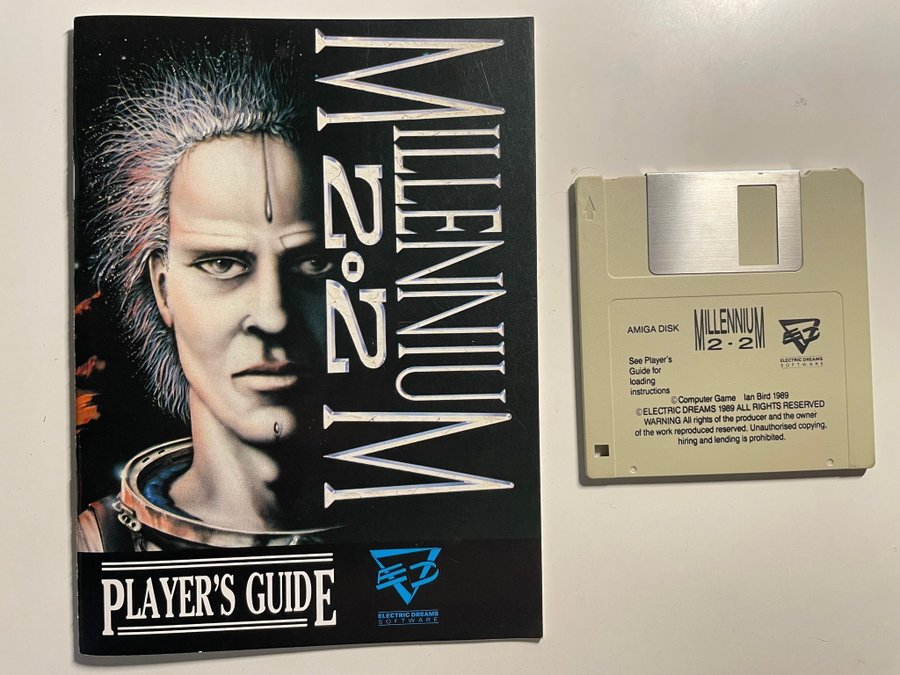 MILLENNIUM
2·2
PLAYER'S GUIDE
ED
ELECTRIC DREAMS
SOFTWARE
AMIGA DISK
MILLENNIUM
2 - 2
ED
ELECTRIC DREAMS
SOFTWARE
See Player's
Guide for
loading
instructions
©Computer Game Ian Bird 1989
©ELECTRIC DREAMS 1989 ALL RIGHTS RESERVED
WARNING All rights of the producer and the owner
of the work reproduced reserved. Unauthorised copying,
hiring and lending is prohibited.